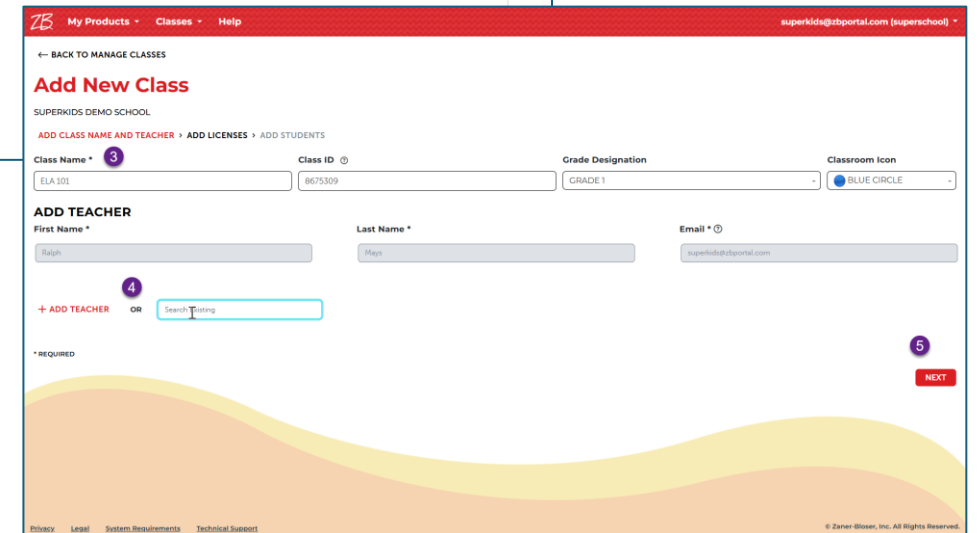 ZB My Products Classes Help superkids@zbportal.com (superschool)
← BACK TO MANAGE CLASSES
Add New Class
SUPERKIDS DEMO SCHOOL
ADD CLASS NAME AND TEACHER > ADD LICENSES > ADD STUDENTS
Class Name * 3 Class ID ? Grade Designation Classroom Icon
ELA 101 8675309 GRADE 1 BLUE CIRCLE
ADD TEACHER
First Name * Last Name * Email * ?
Ralph Mays superkids@zbportal.com
4
+ ADD TEACHER OR Search Existing
* REQUIRED
5
NEXT
Privacy Legal System Requirements Technical Support © Zaner-Bloser, Inc. All Rights Reserved.